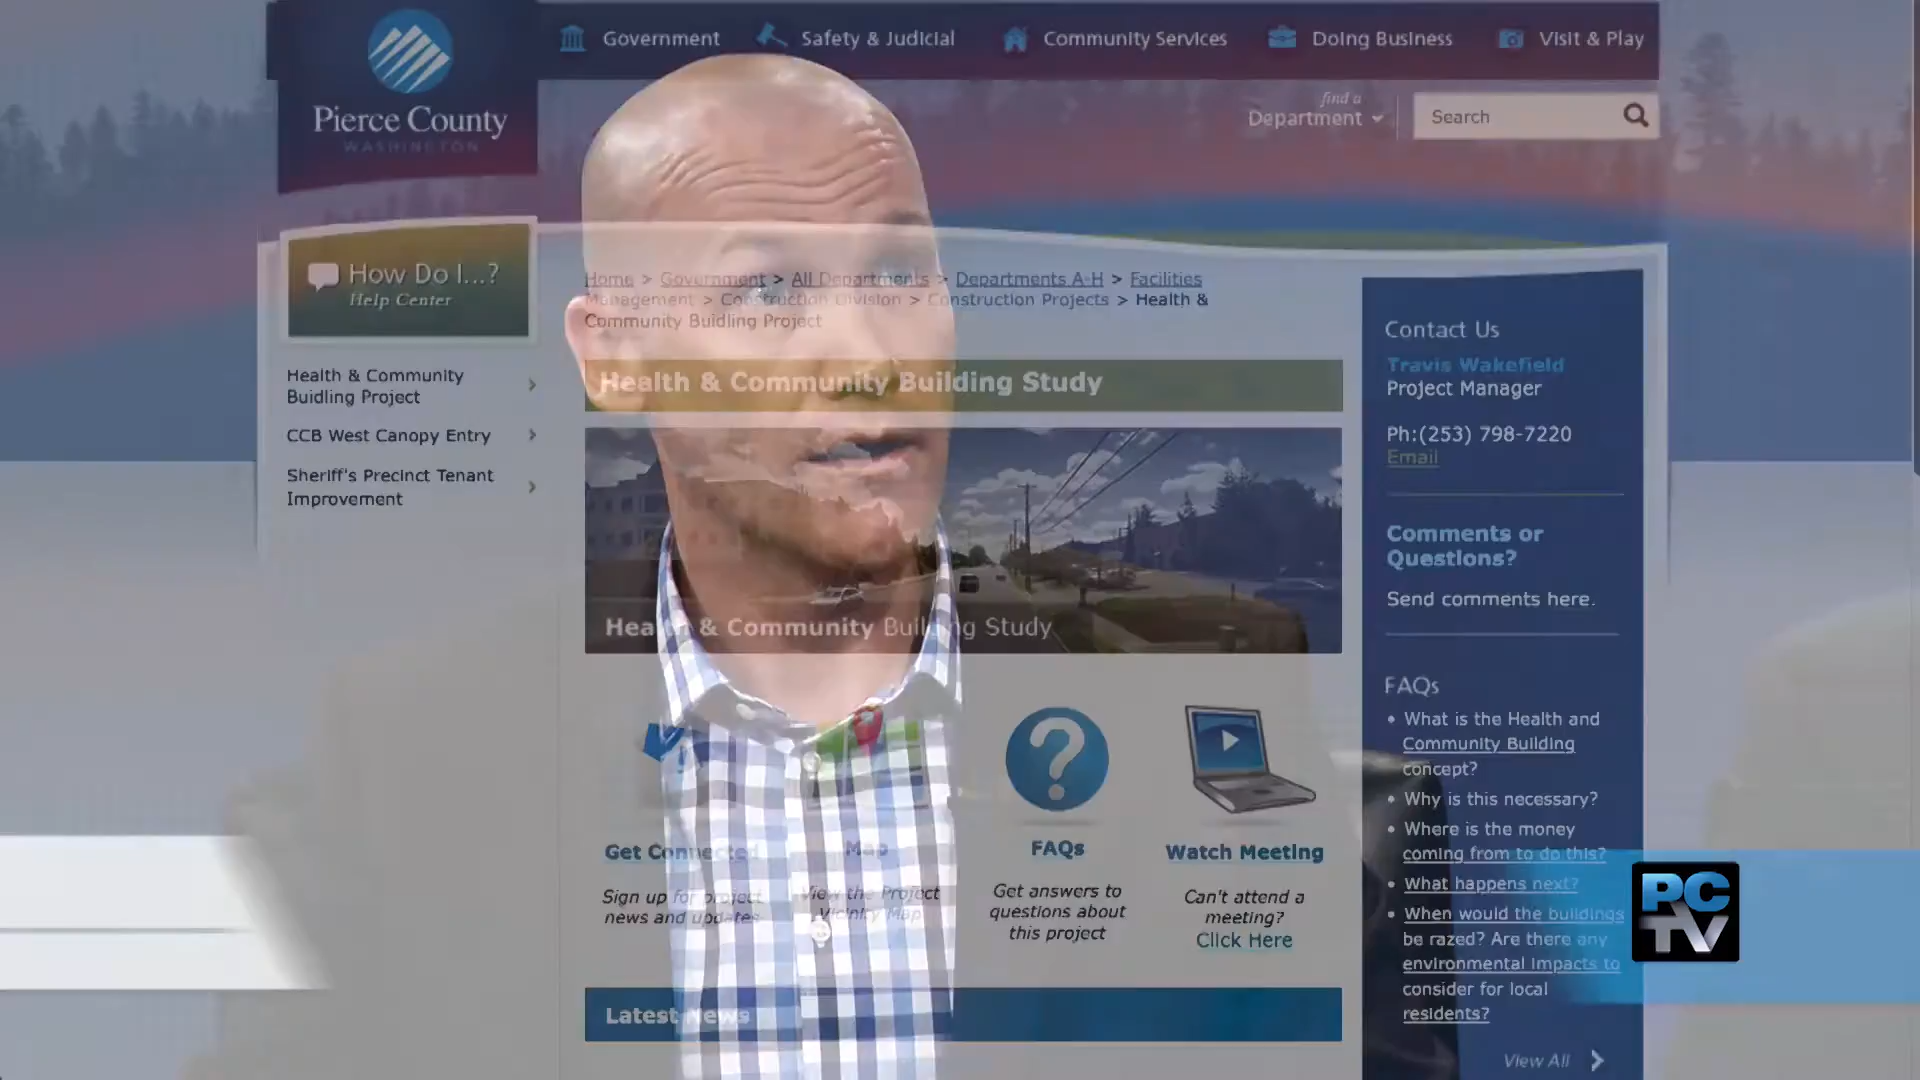 Government
Safety & Judicial
Community Services
Doing Business
Visit & Play
Pierce County
WASHINGTON
find a
Department
Search
How Do I...?
Help Center
Health & Community
Buidling Project
CCB West Canopy Entry
Sheriff's Precinct Tenant
Improvement
Home > Government > All Departments > Departments A-H > Facilities
Management > Construction Division > Construction Projects > Health &
Community Buidling Project
Health & Community Building Study
Health & Community Building Study
Get Connected
Sign up for project
news and updates
Map
View the Project
Vicinity Map
FAQs
Get answers to
questions about
this project
Watch Meeting
Can't attend a
meeting?
Click Here
Latest News
Contact Us
Travis Wakefield
Project Manager
Ph:(253) 798-7220
Email
Comments or
Questions?
Send comments here.
FAQs
• What is the Health and
Community Building
concept?
• Why is this necessary?
• Where is the money
coming from to do this?
• What happens next?
• When would the buildings
be razed? Are there any
environmental impacts to
consider for local
residents?
View All
PC
TV